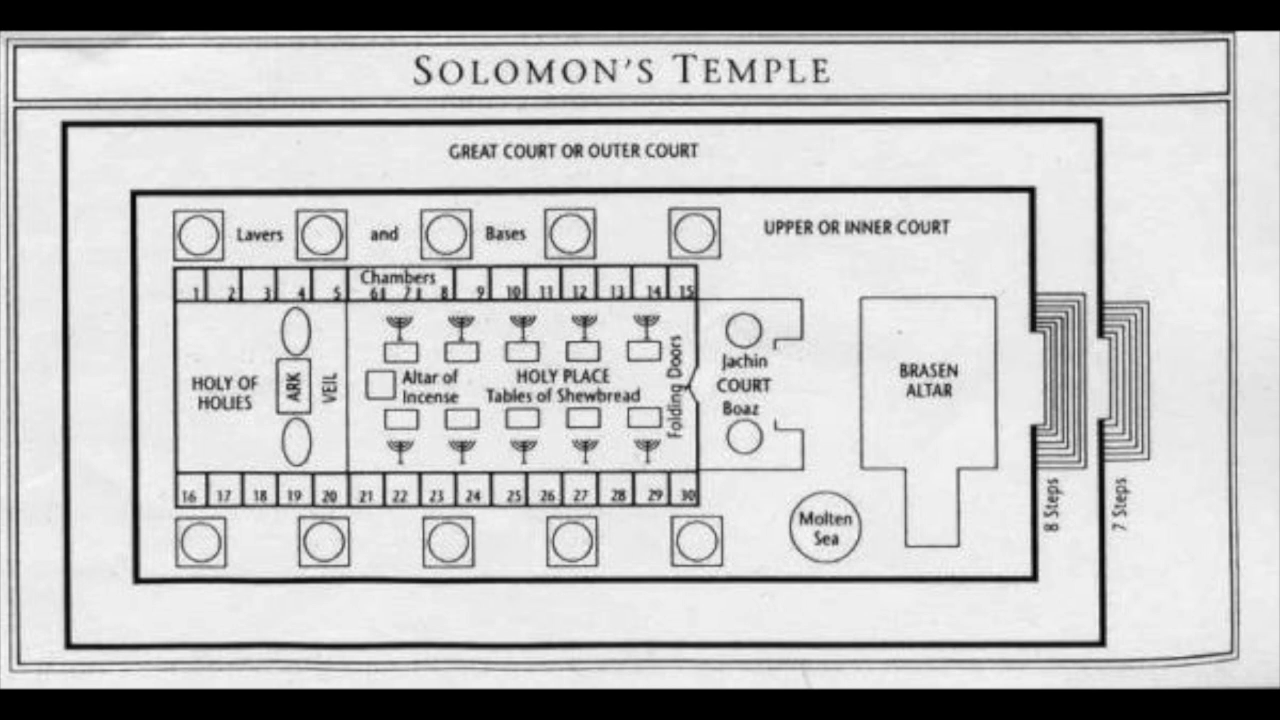 SOLOMON'S TEMPLE
GREAT COURT OR OUTER COURT
UPPER OR INNER COURT
Lavers and Bases
Chambers
1 2 3 4 5 6 7 8 9 10 11 12 13 14 15
HOLY OF
HOLIES
ARK
VEIL
Altar of
Incense
HOLY PLACE
Tables of Shewbread
Folding Doors
Jachin
COURT
Boaz
BRASEN
ALTAR
16 17 18 19 20 21 22 23 24 25 26 27 28 29 30
Molten
Sea
8 Steps
7 Steps